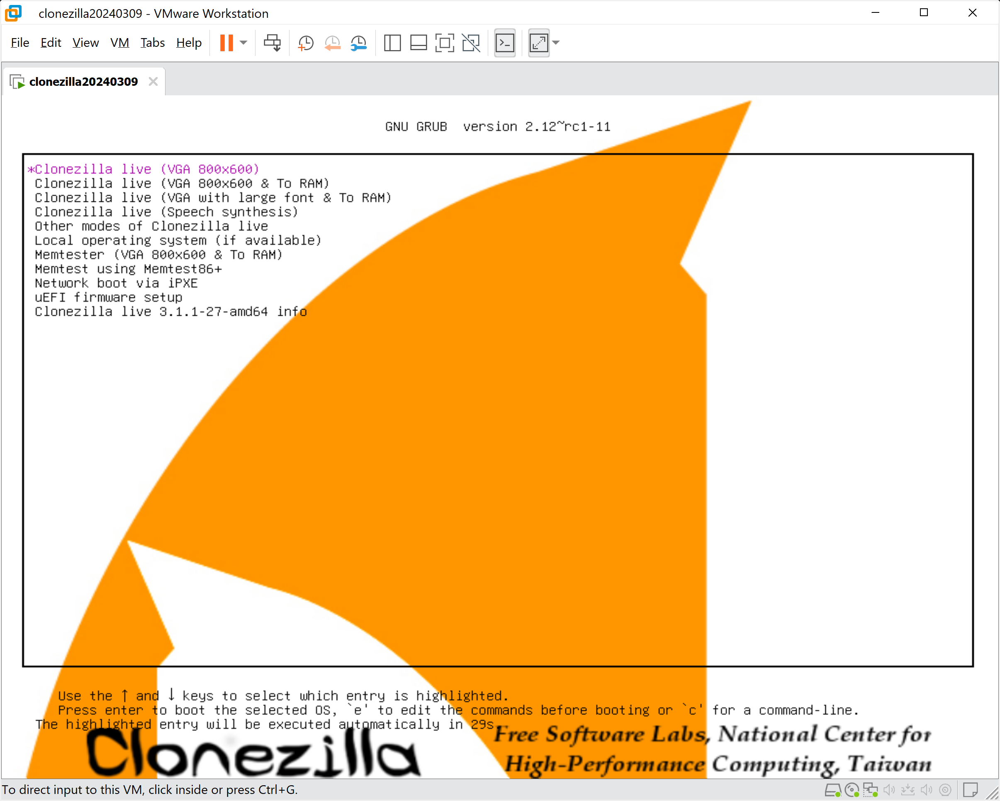 clonezilla20240309 - VMware Workstation
File Edit View VM Tabs Help
clonezilla20240309
GNU GRUB  version 2.12~rc1-11
*Clonezilla live (VGA 800x600)
Clonezilla live (VGA 800x600 & To RAM)
Clonezilla live (VGA with large font & To RAM)
Clonezilla live (Speech synthesis)
Other modes of Clonezilla live
Local operating system (if available)
Memtester (VGA 800x600 & To RAM)
Memtest using Memtest86+
Network boot via iPXE
uEFI firmware setup
Clonezilla live 3.1.1-27-amd64 info
Use the ↑ and ↓ keys to select which entry is highlighted.
Press enter to boot the selected OS, `e' to edit the commands before booting or `c' for a command-line.
The highlighted entry will be executed automatically in 29s.
Clonezilla
Free Software Labs, National Center for
High-Performance Computing, Taiwan
To direct input to this VM, click inside or press Ctrl+G.